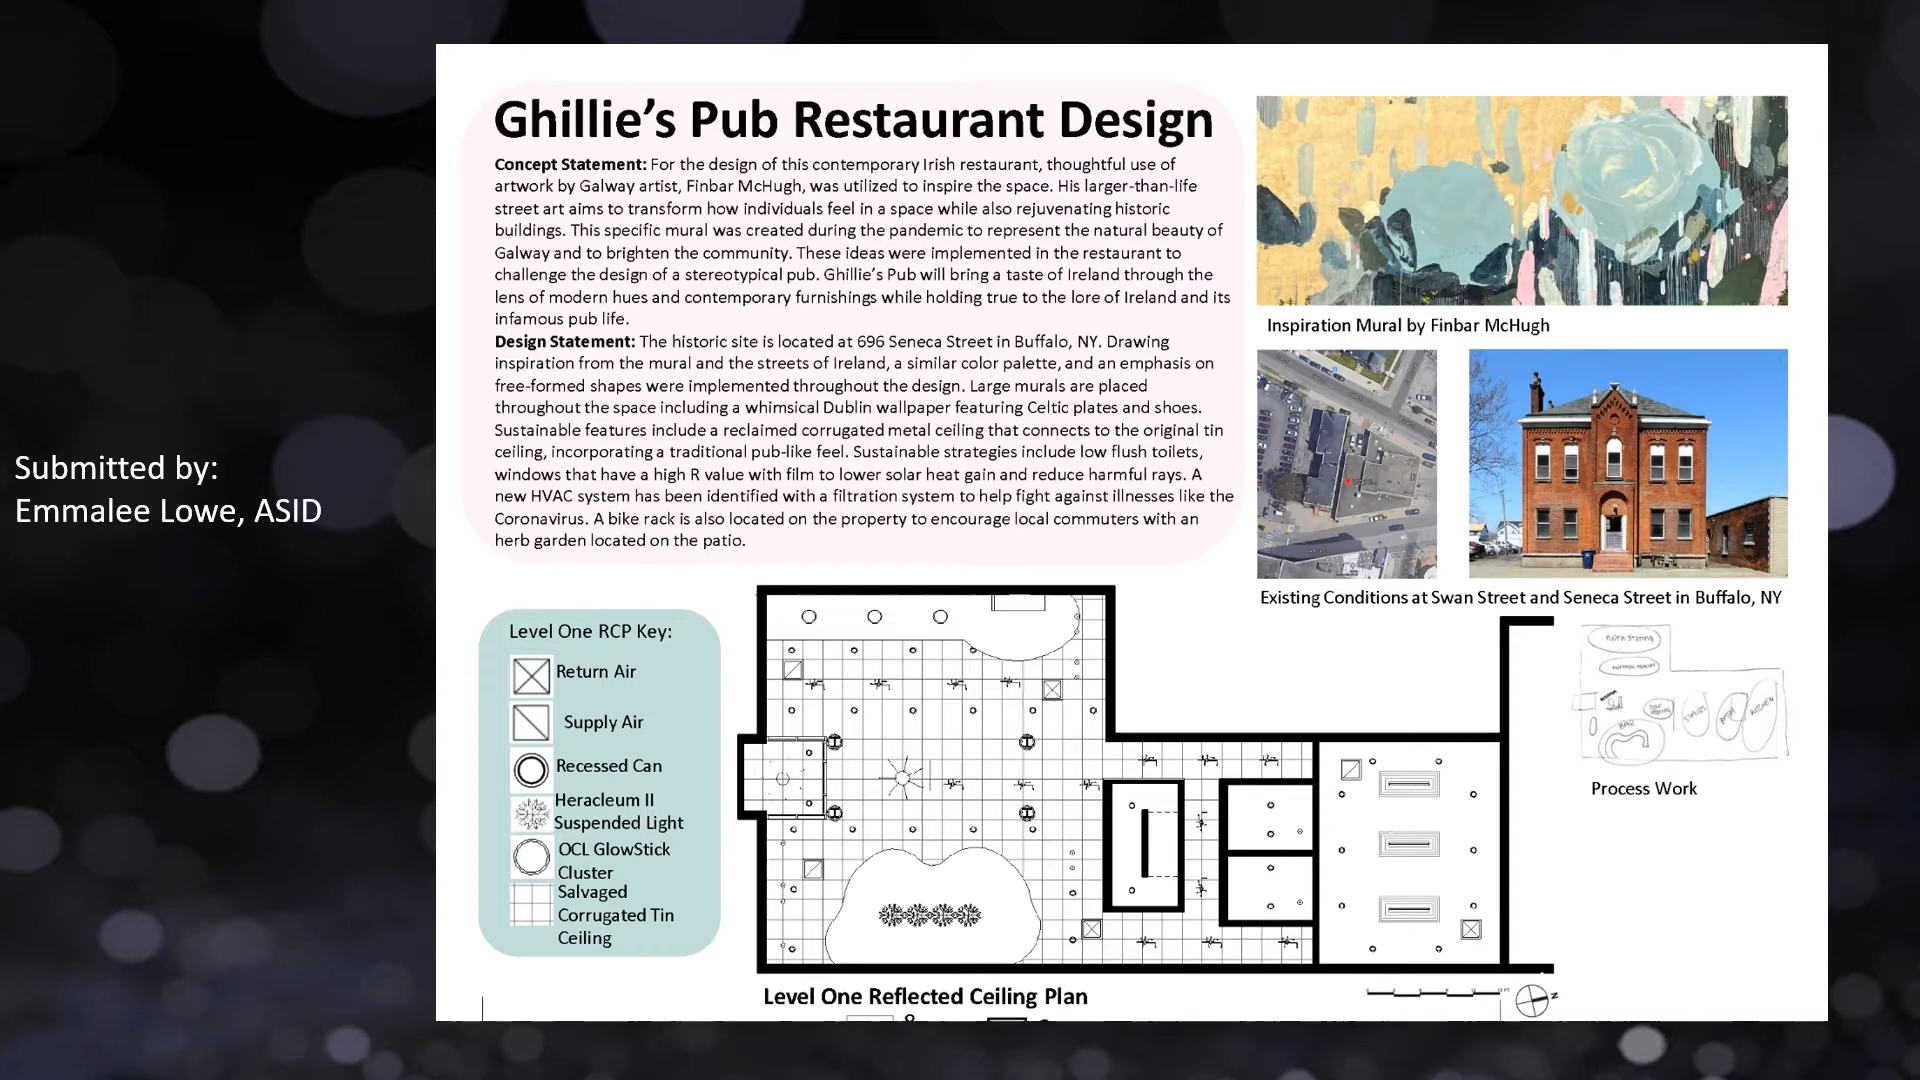 Submitted by:
Emmalee Lowe, ASID
Ghillie’s Pub Restaurant Design
Concept Statement: For the design of this contemporary Irish restaurant, thoughtful use of
artwork by Galway artist, Finbar McHugh, was utilized to inspire the space. His larger-than-life
street art aims to transform how individuals feel in a space while also rejuvenating historic
buildings. This specific mural was created during the pandemic to represent the natural beauty of
Galway and to brighten the community. These ideas were implemented in the restaurant to
challenge the design of a stereotypical pub. Ghillie’s Pub will bring a taste of Ireland through the
lens of modern hues and contemporary furnishings while holding true to the lore of Ireland and its
infamous pub life.
Design Statement: The historic site is located at 696 Seneca Street in Buffalo, NY. Drawing
inspiration from the mural and the streets of Ireland, a similar color palette, and an emphasis on
free-formed shapes were implemented throughout the design. Large murals are placed
throughout the space including a whimsical Dublin wallpaper featuring Celtic plates and shoes.
Sustainable features include a reclaimed corrugated metal ceiling that connects to the original tin
ceiling, incorporating a traditional pub-like feel. Sustainable strategies include low flush toilets,
windows that have a high R value with film to lower solar heat gain and reduce harmful rays. A
new HVAC system has been identified with a filtration system to help fight against illnesses like the
Coronavirus. A bike rack is also located on the property to encourage local commuters with an
herb garden located on the patio.
Inspiration Mural by Finbar McHugh
Existing Conditions at Swan Street and Seneca Street in Buffalo, NY
Level One RCP Key:
Return Air
Supply Air
Recessed Can
Heracleum II
Suspended Light
OCL GlowStick
Cluster
Salvaged
Corrugated Tin
Ceiling
STAIRS
KITCHEN
BAR
Process Work
Level One Reflected Ceiling Plan
N